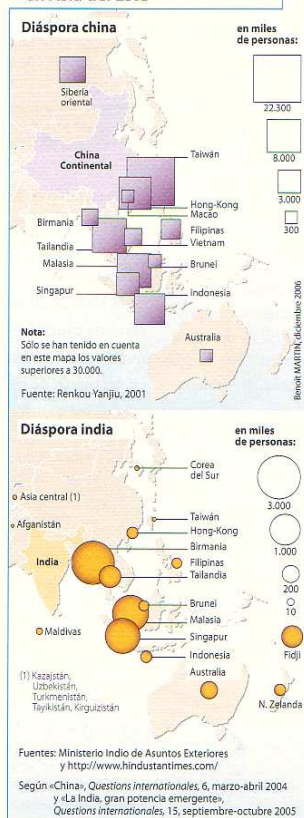 Diáspora china
en miles
de personas:
Siberia
oriental
22.300
China
Continental
Taiwán
8.000
Hong-Kong
Macao
3.000
Birmania
Filipinas
300
Tailandia
Vietnam
Malasia
Brunei
Singapur
Indonesia
Nota:
Sólo se han tenido en cuenta
en este mapa los valores
superiores a 30.000.
Australia
Fuente: Renkou Yanjiu, 2001
Benoit MARTIN, diciembre 2006
Diáspora india
en miles
de personas:
Corea
del Sur
Asia central (1)
3.000
Afganistán
Taiwán
Hong-Kong
India
Birmania
1.000
Filipinas
Tailandia
200
Brunei
10
Maldivas
Malasia
Singapur
Fidji
Indonesia
(1) Kazajstán,
Uzbekistán,
Turkmenistán,
Tayikistán, Kirguizistán
Australia
N. Zelanda
Fuentes: Ministerio Indio de Asuntos Exteriores
y http://www.hindustantimes.com/
Según «China», Questions internationales, 6, marzo-abril 2004
y «La India, gran potencia emergente»,
Questions internationales, 15, septiembre-octubre 2005